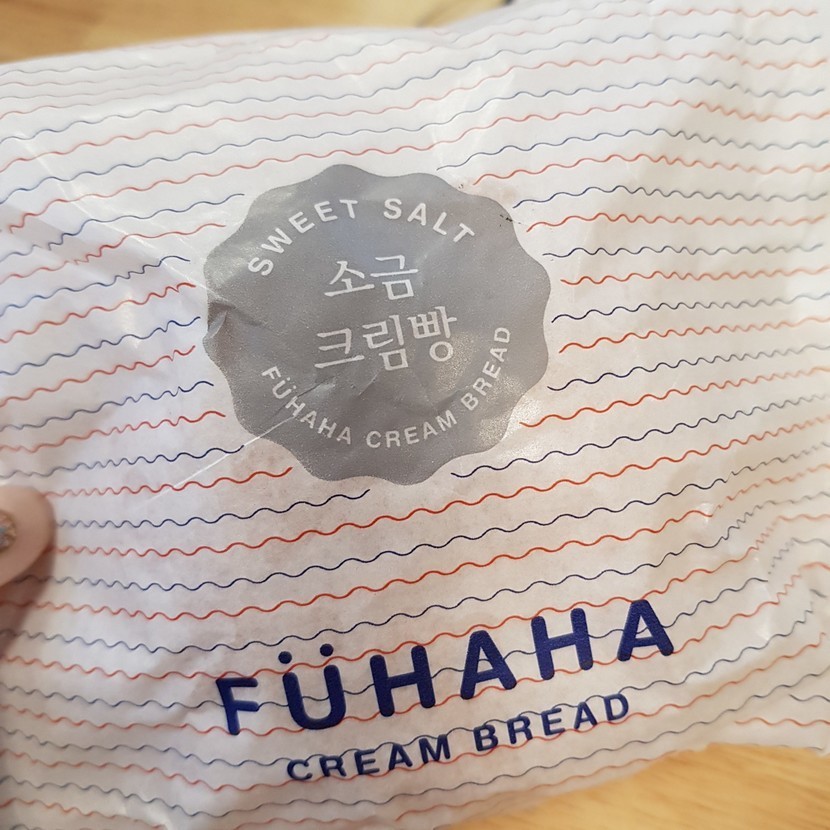 SWEET SALT
소금
크림빵
FÜHAHA CREAM BREAD
FÜHAHA
CREAM BREAD